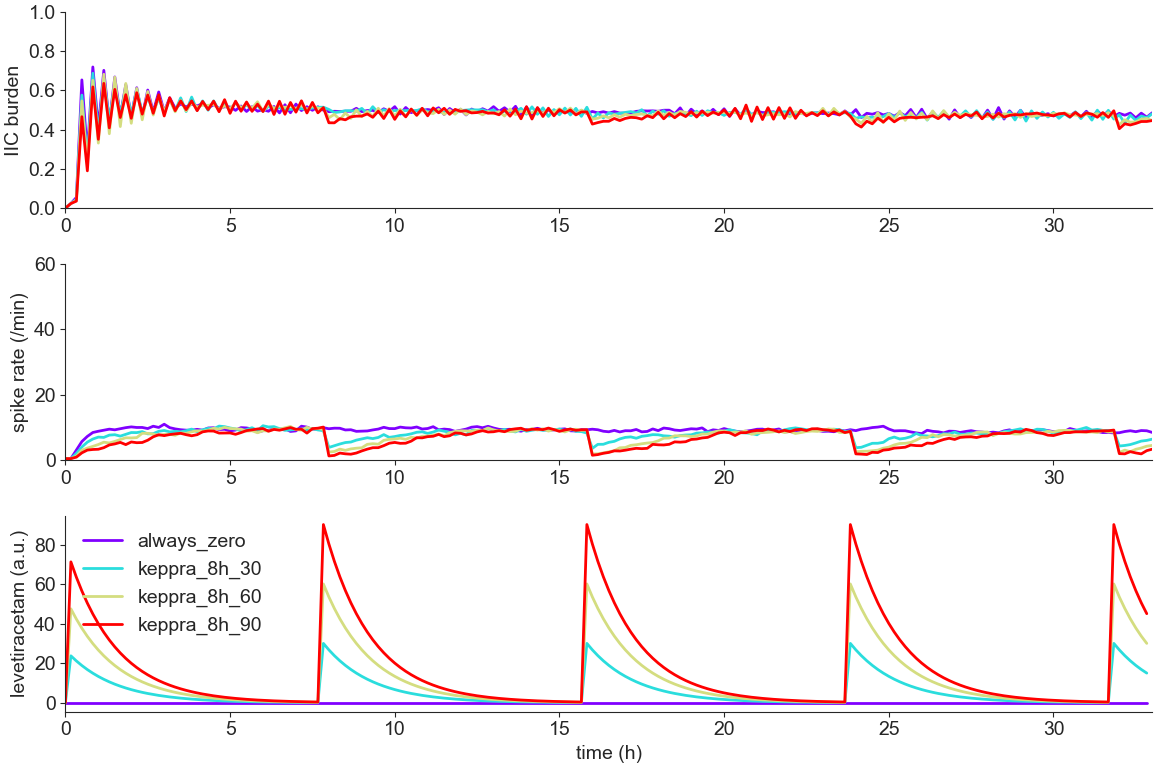 1.0
0.8
0.6
0.4
0.2
0.0
IIC burden
0 5 10 15 20 25 30
60
40
20
0
spike rate (/min)
0 5 10 15 20 25 30
80
60
40
20
0
levetiracetam (a.u.)
always_zero
keppra_8h_30
keppra_8h_60
keppra_8h_90
0 5 10 15 20 25 30
time (h)